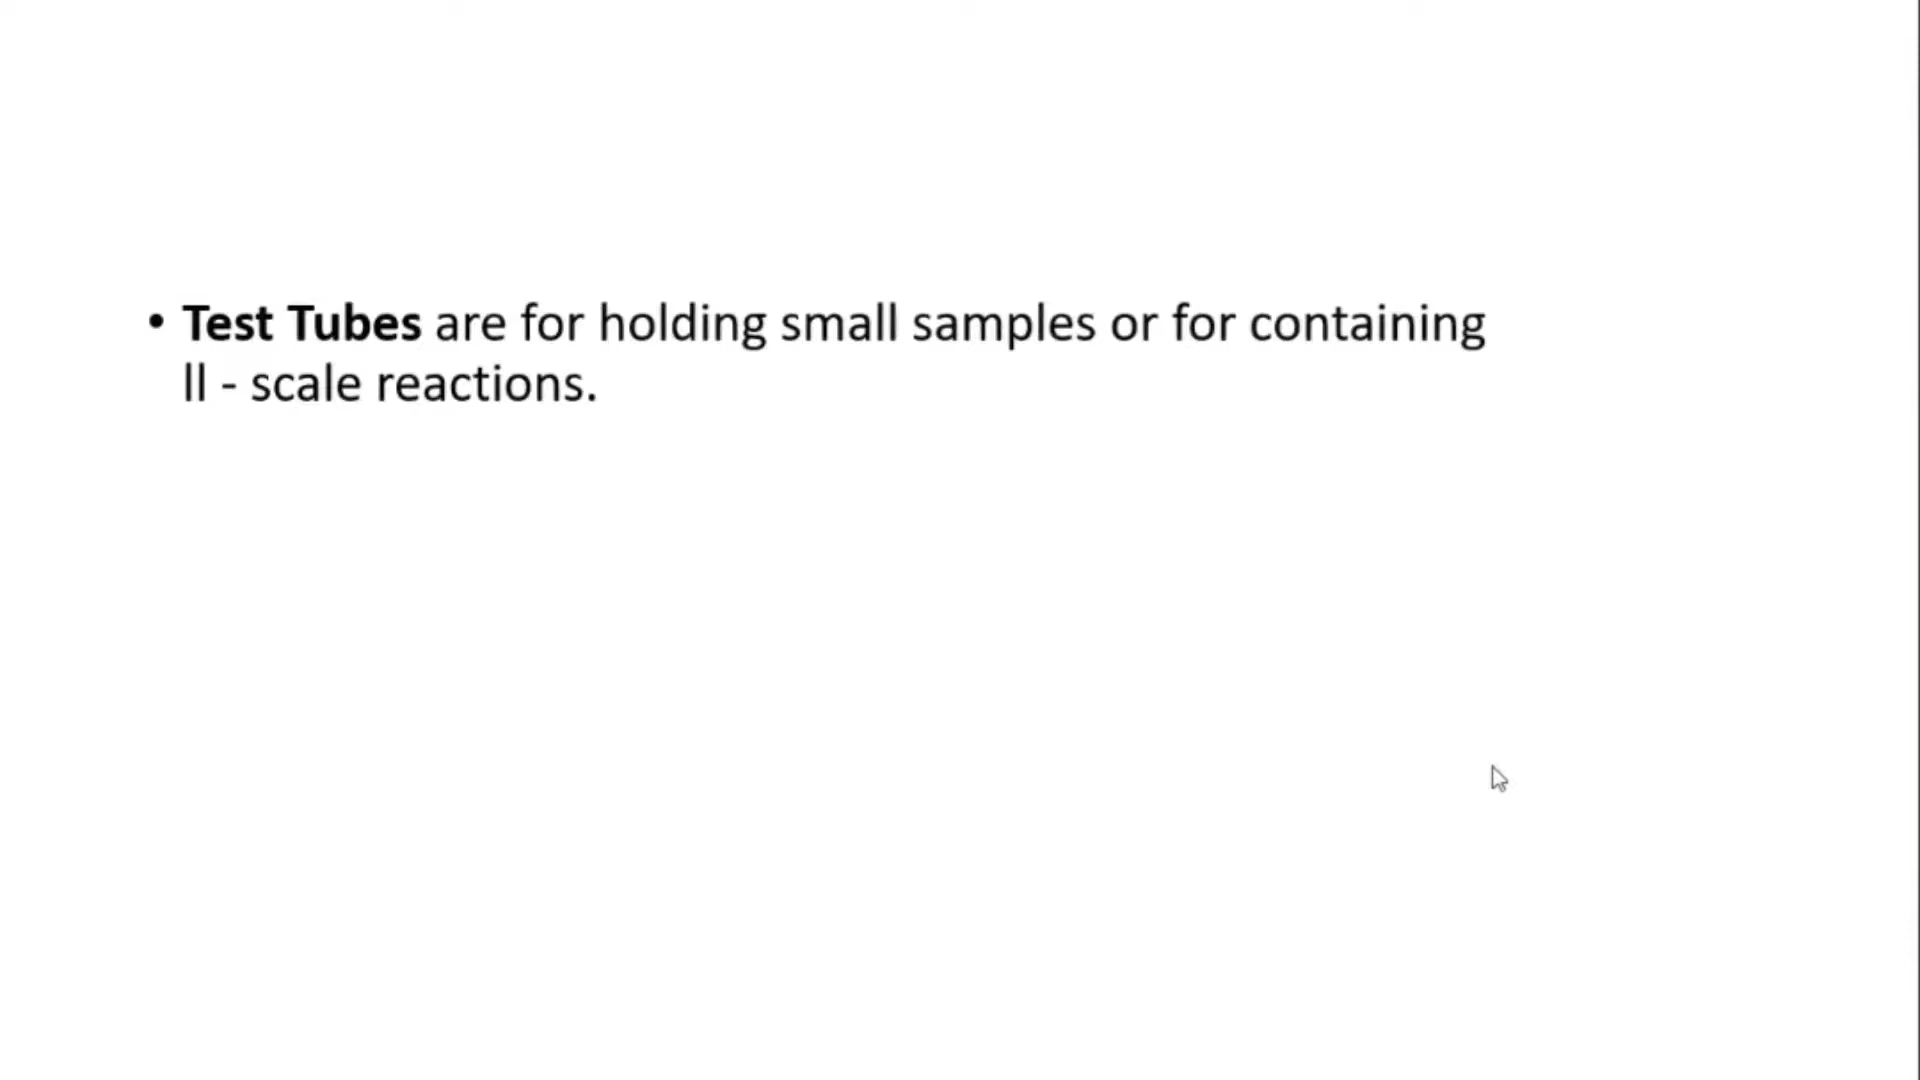 • Test Tubes are for holding small samples or for containing
ll - scale reactions.